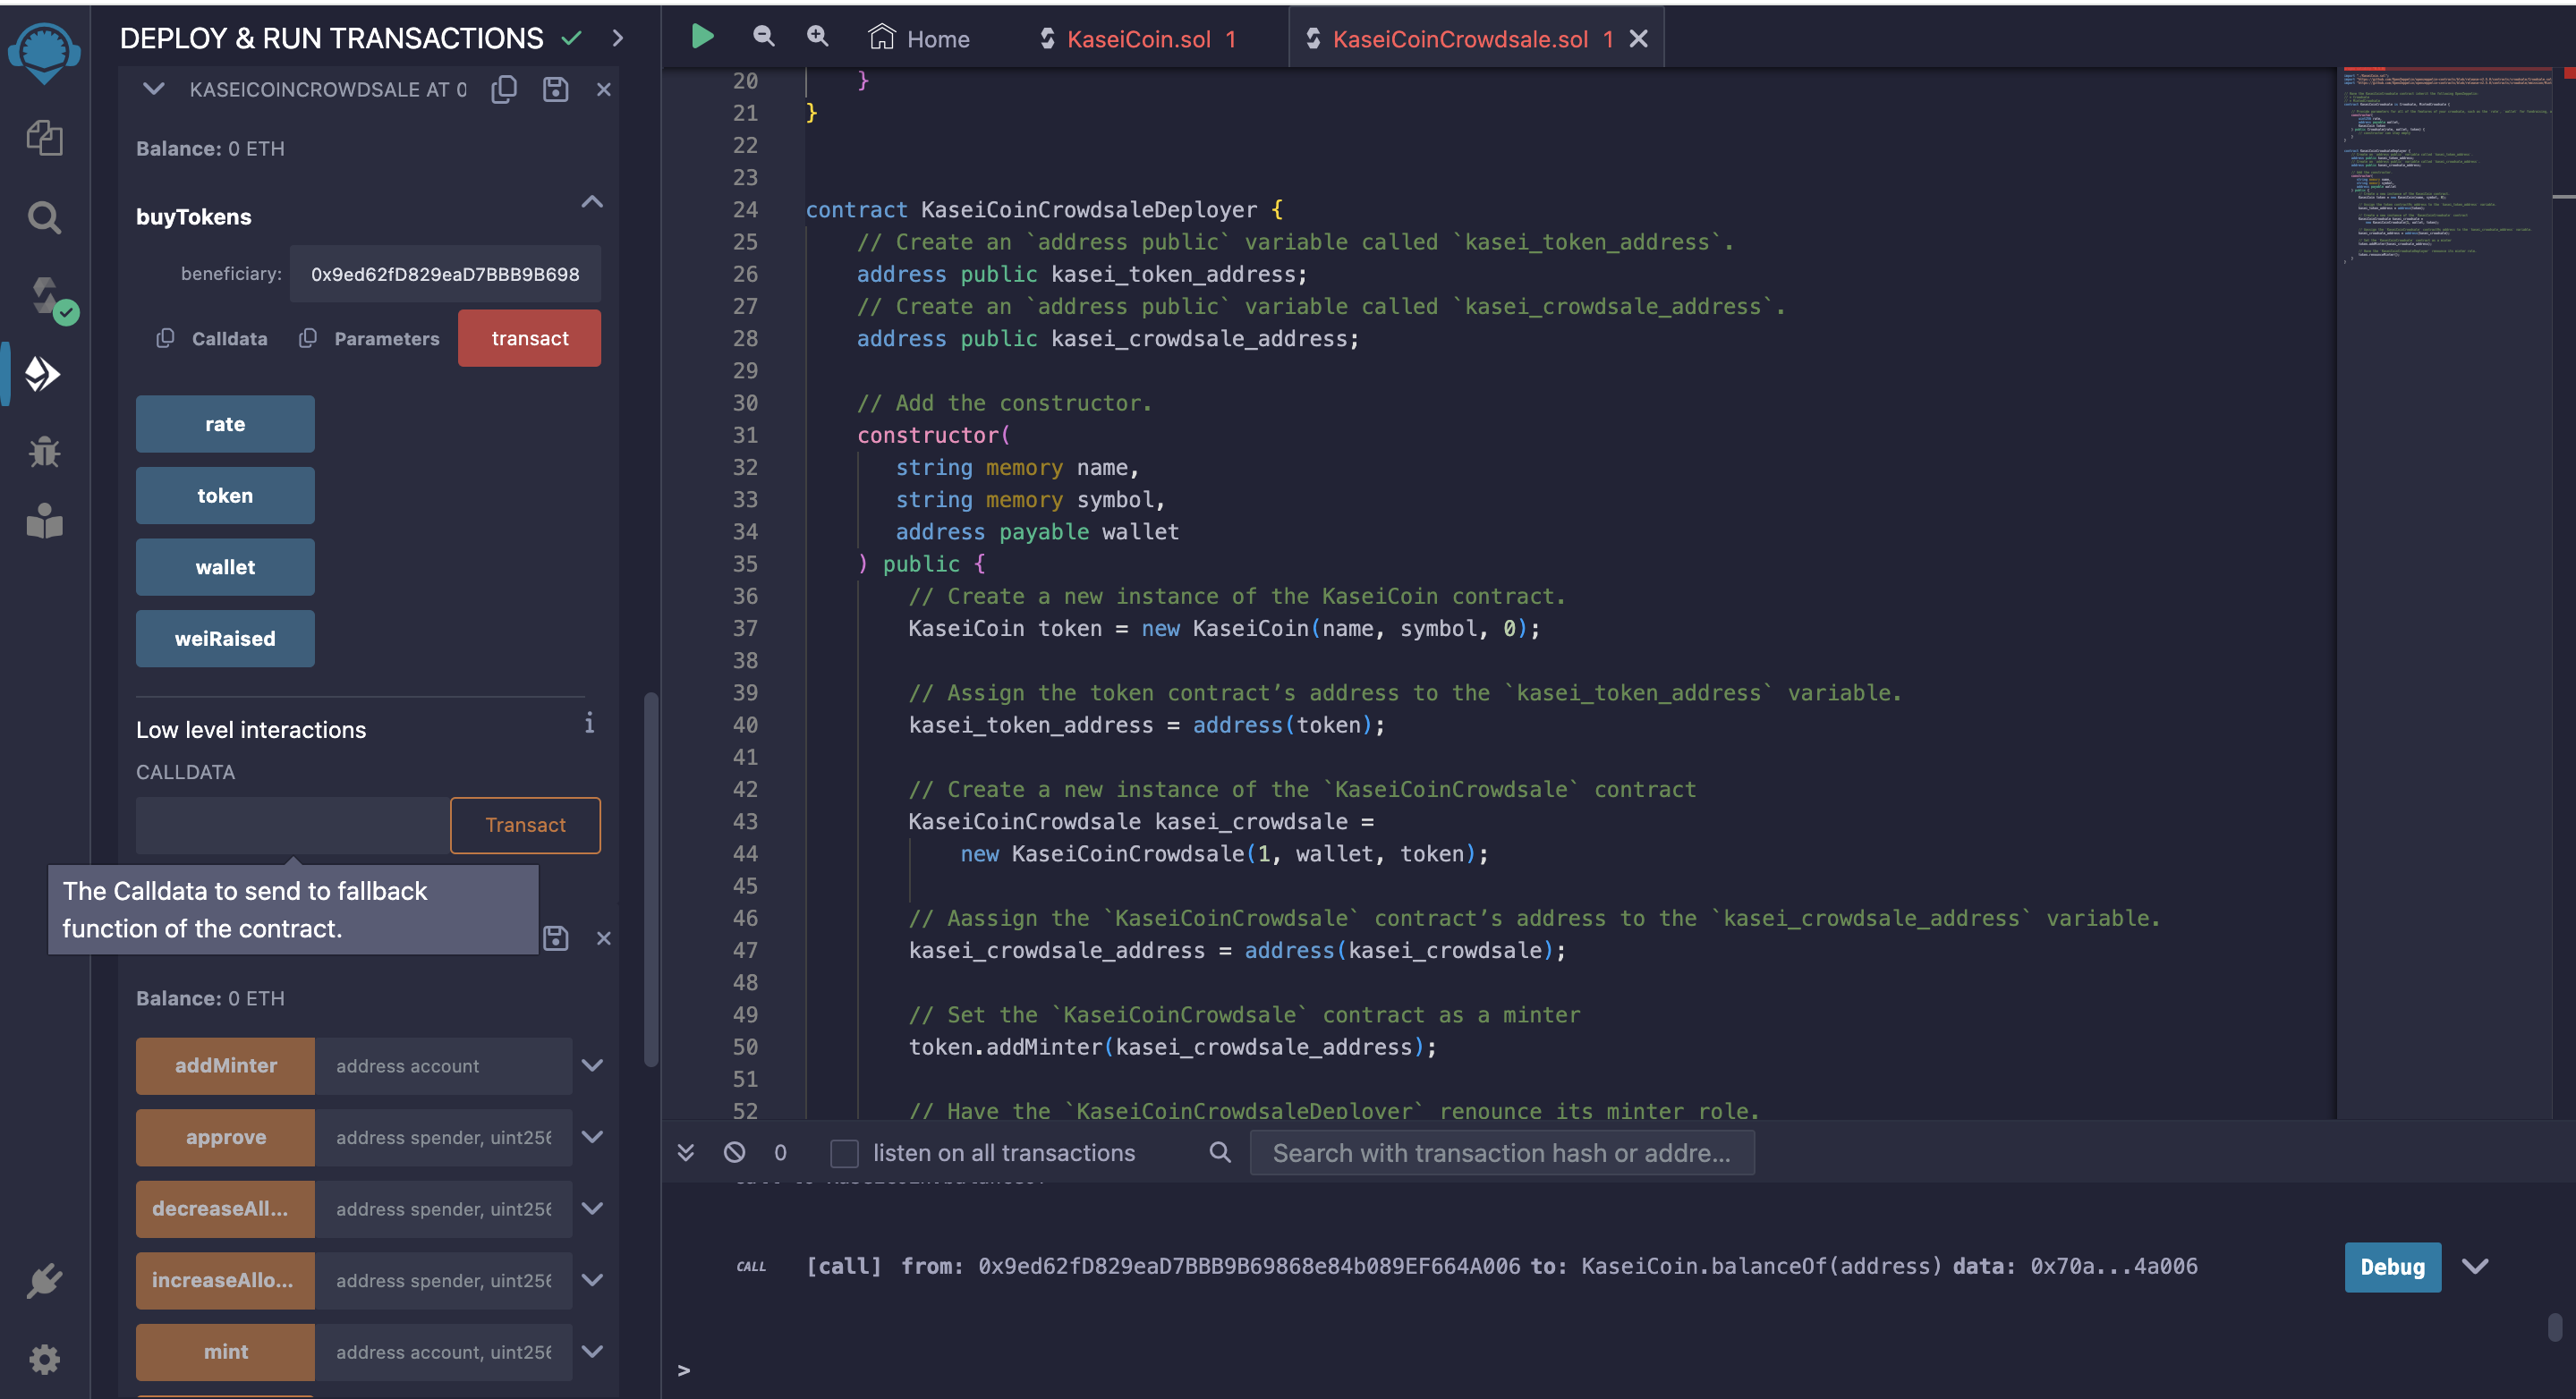 DEPLOY & RUN TRANSACTIONS
KASEICOINCROWDSALE AT 0
Balance: 0 ETH
buyTokens
beneficiary: 0x9ed62fD829eaD7BBB9B698
Calldata Parameters transact
rate
token
wallet
weiRaised
Low level interactions i
CALLDATA
Transact
The Calldata to send to fallback
function of the contract.
Balance: 0 ETH
addMinter address account
approve address spender, uint256
decreaseAll... address spender, uint256
increaseAllo... address spender, uint256
mint address account, uint256
Home KaseiCoin.sol 1 KaseiCoinCrowdsale.sol 1
20 }
21 }
22
23
24 contract KaseiCoinCrowdsaleDeployer {
25 // Create an `address public` variable called `kasei_token_address`.
26 address public kasei_token_address;
27 // Create an `address public` variable called `kasei_crowdsale_address`.
28 address public kasei_crowdsale_address;
29
30 // Add the constructor.
31 constructor(
32 string memory name,
33 string memory symbol,
34 address payable wallet
35 ) public {
36 // Create a new instance of the KaseiCoin contract.
37 KaseiCoin token = new KaseiCoin(name, symbol, 0);
38
39 // Assign the token contract’s address to the `kasei_token_address` variable.
40 kasei_token_address = address(token);
41
42 // Create a new instance of the `KaseiCoinCrowdsale` contract
43 KaseiCoinCrowdsale kasei_crowdsale =
44 new KaseiCoinCrowdsale(1, wallet, token);
45
46 // Aassign the `KaseiCoinCrowdsale` contract’s address to the `kasei_crowdsale_address` variable.
47 kasei_crowdsale_address = address(kasei_crowdsale);
48
49 // Set the `KaseiCoinCrowdsale` contract as a minter
50 token.addMinter(kasei_crowdsale_address);
51
52 // Have the `KaseiCoinCrowdsaleDeployer` renounce its minter role.
0 listen on all transactions Search with transaction hash or addre...
CALL [call] from: 0x9ed62fD829eaD7BBB9B69868e84b089EF664A006 to: KaseiCoin.balanceOf(address) data: 0x70a...4a006 Debug
>